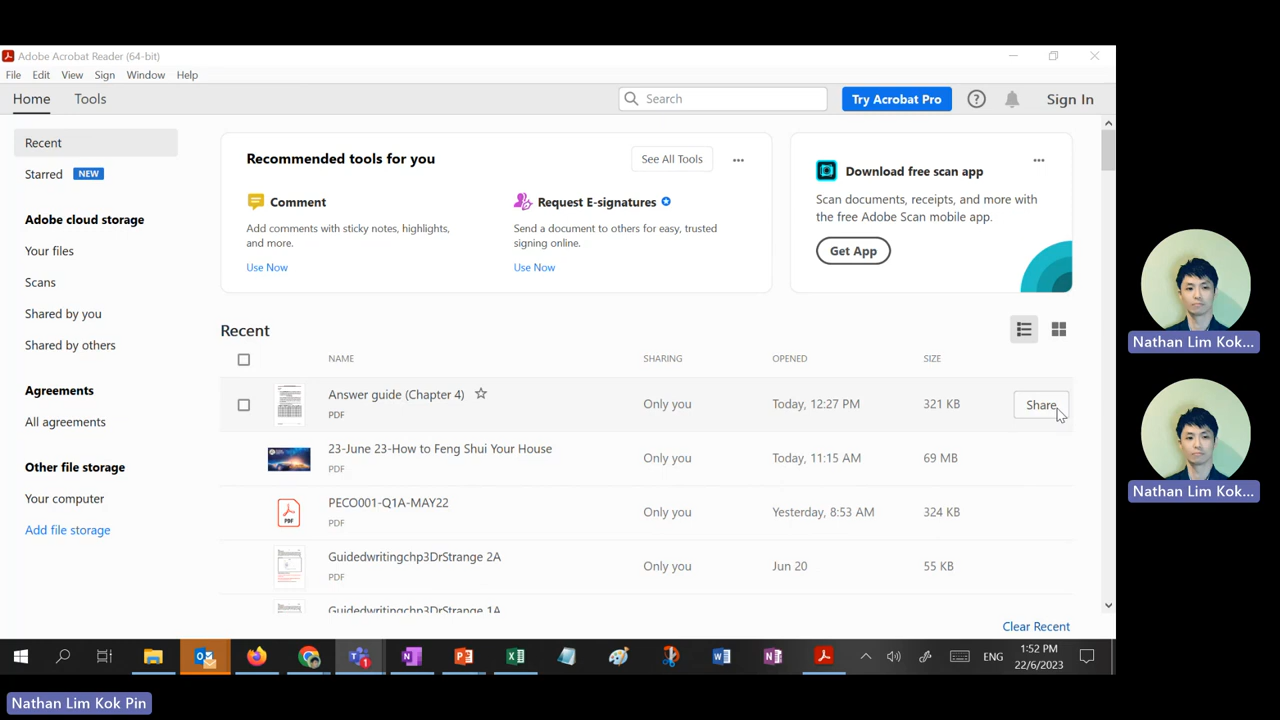 Adobe Acrobat Reader (64-bit)
File Edit View Sign Window Help
Home Tools Search Try Acrobat Pro Sign In
Recent
Starred NEW
Adobe cloud storage
Your files
Scans
Shared by you
Shared by others
Agreements
All agreements
Other file storage
Your computer
Add file storage
Recommended tools for you See All Tools
Comment
Add comments with sticky notes, highlights,
and more.
Use Now
Request E-signatures
Send a document to others for easy, trusted
signing online.
Use Now
Download free scan app
Scan documents, receipts, and more with
the free Adobe Scan mobile app.
Get App
Recent
NAME SHARING OPENED SIZE
Answer guide (Chapter 4) Only you Today, 12:27 PM 321 KB Share
PDF
23-June 23-How to Feng Shui Your House Only you Today, 11:15 AM 69 MB
PDF
PECO001-Q1A-MAY22 Only you Yesterday, 8:53 AM 324 KB
PDF
Guidedwritingchp3DrStrange 2A Only you Jun 20 55 KB
PDF
Guidedwritingchp3DrStrange 1A
Clear Recent
ENG
1:52 PM
22/6/2023
Nathan Lim Kok...
Nathan Lim Kok...
Nathan Lim Kok Pin